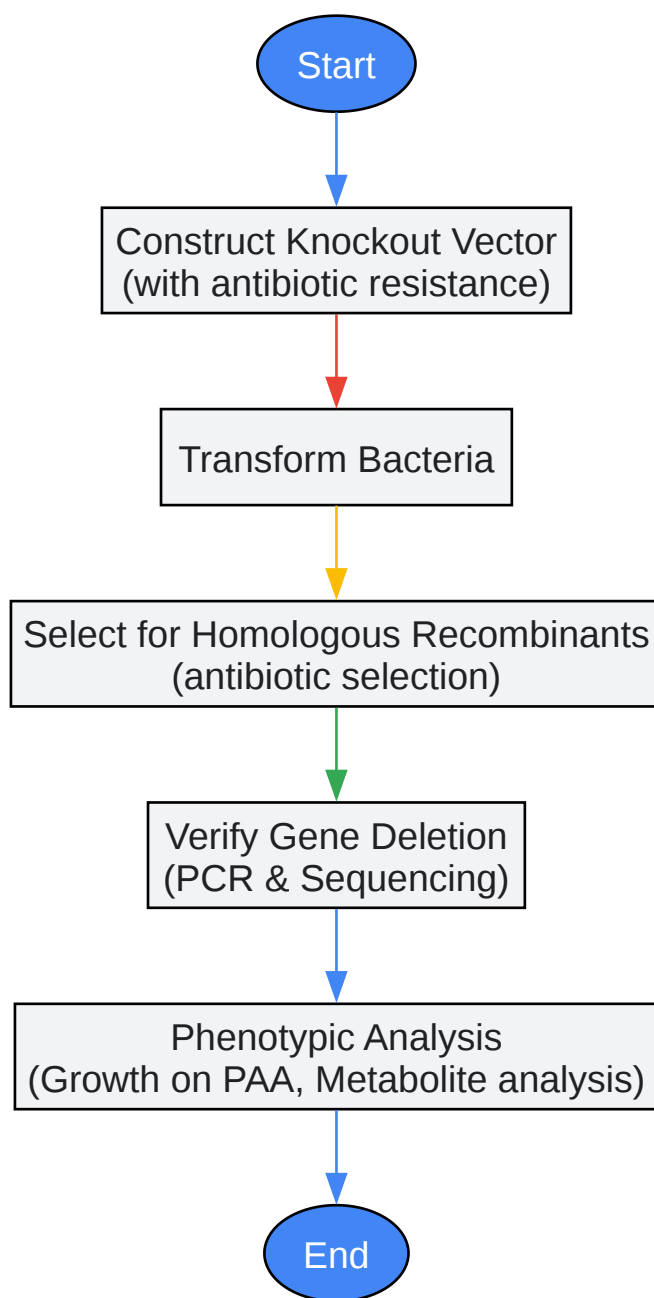 Start
Construct Knockout Vector
(with antibiotic resistance)
Transform Bacteria
Select for Homologous Recombinants
(antibiotic selection)
Verify Gene Deletion
(PCR & Sequencing)
Phenotypic Analysis
(Growth on PAA, Metabolite analysis)
End